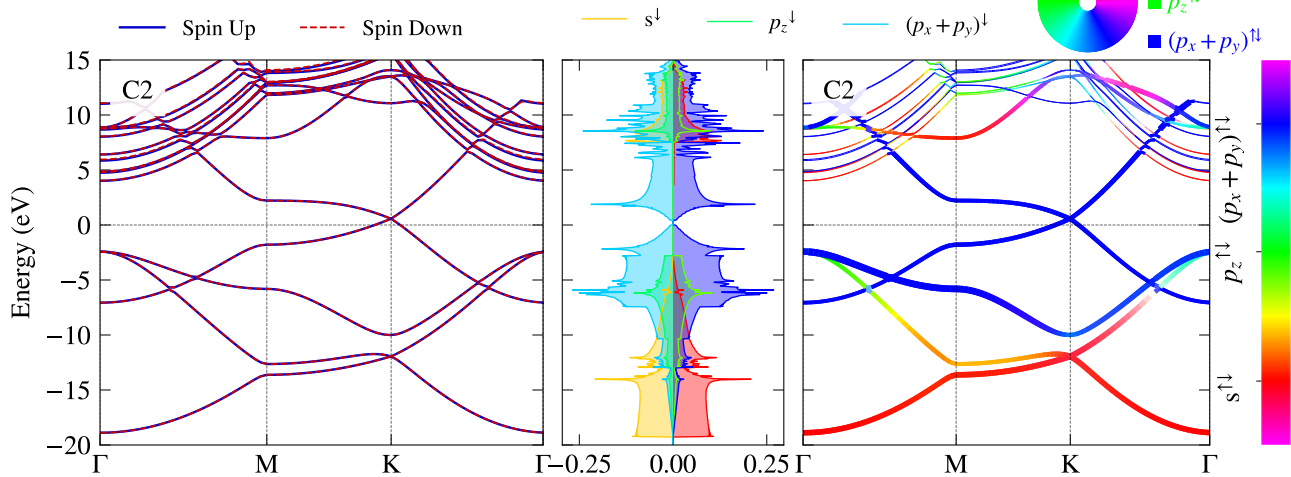 Spin Up
Spin Down
s↓
p_z↓
(p_x + p_y)↓
p_z↑↓
(p_x + p_y)↑↓
Energy (eV)
15
10
5
0
−5
−10
−15
−20
C2
Γ
M
K
Γ
−0.25
0.00
0.25
C2
Γ
M
K
Γ
(p_x + p_y)↑↓
p_z↑↓
s↑↓